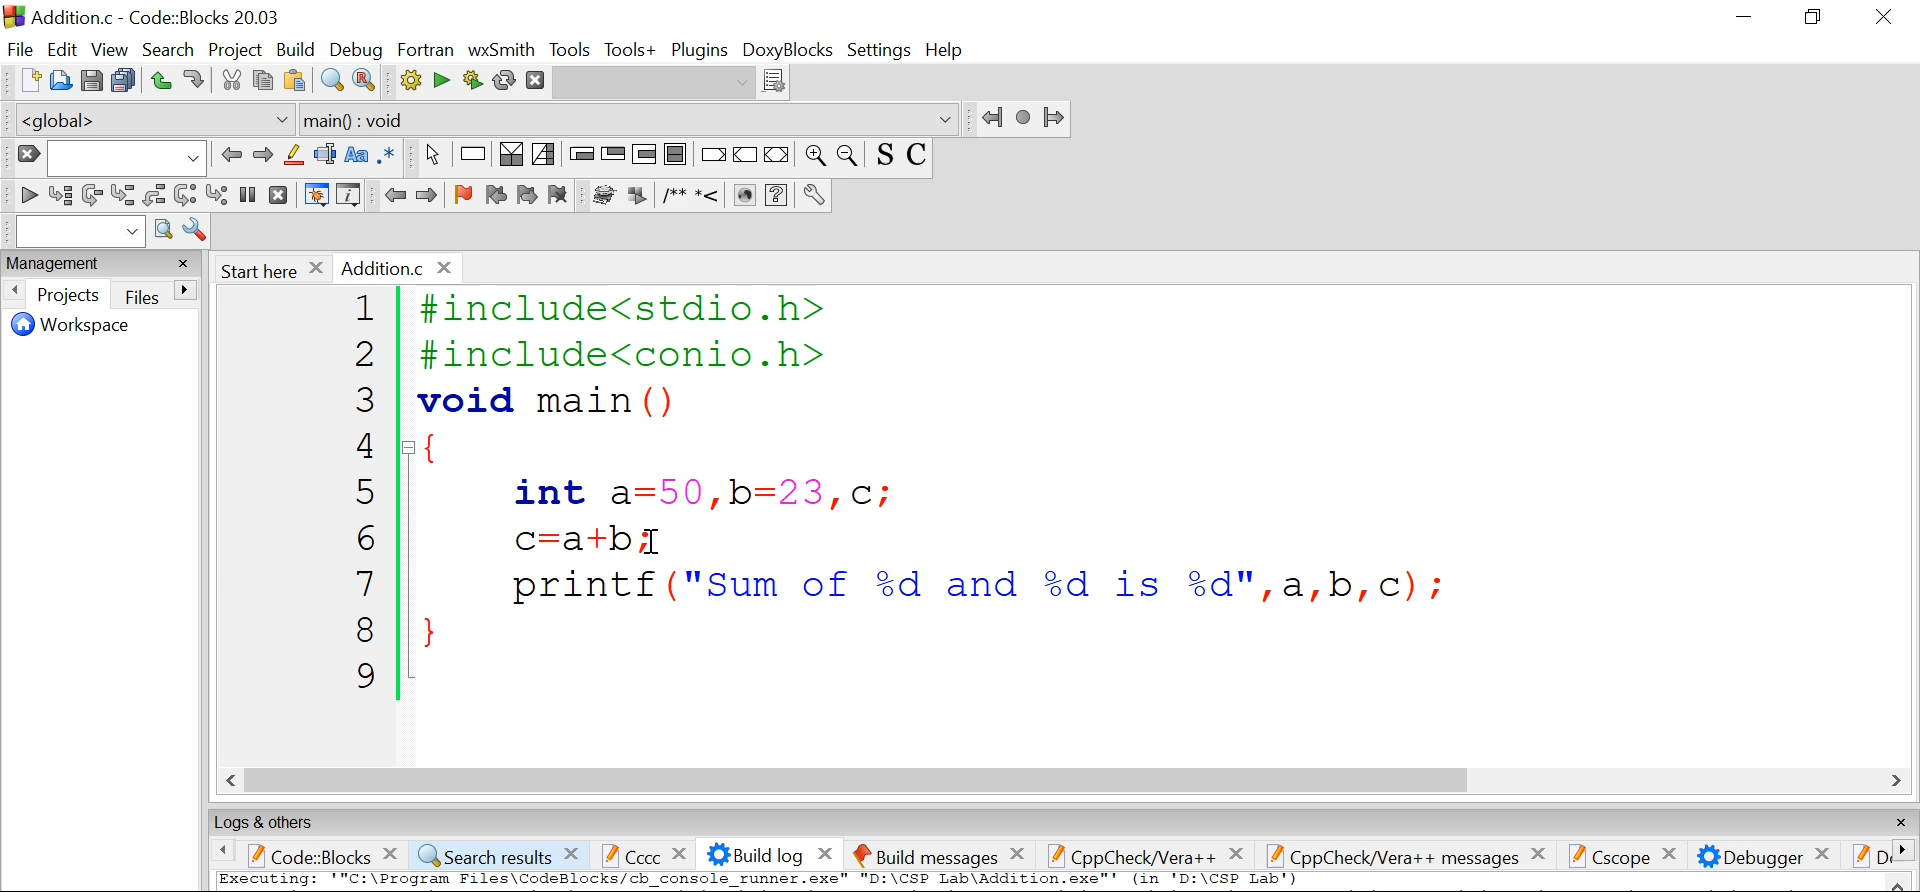 Addition.c - Code::Blocks 20.03
File Edit View Search Project Build Debug Fortran wxSmith Tools Tools+ Plugins DoxyBlocks Settings Help
<global> main() : void
Aa .* S C
/** *<
Management
Projects Files
Workspace
Start here Addition.c
1 #include<stdio.h>
2 #include<conio.h>
3 void main()
4 {
5 int a=50,b=23,c;
6 c=a+b;
7 printf("Sum of %d and %d is %d",a,b,c);
8 }
9
Logs & others
Code::Blocks Search results Cccc Build log Build messages CppCheck/Vera++ CppCheck/Vera++ messages Cscope Debugger
Executing: '"C:\Program Files\CodeBlocks/cb_console_runner.exe" "D:\CSP Lab\Addition.exe"' (in 'D:\CSP Lab')